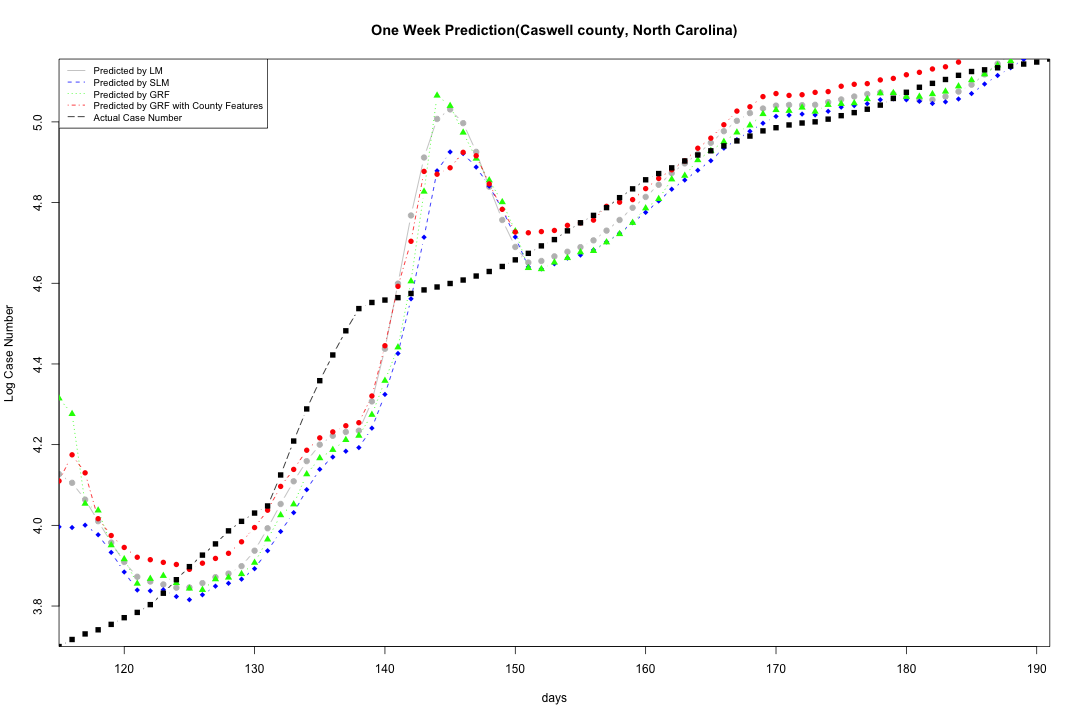 One Week Prediction(Caswell county, North Carolina)
Predicted by LM
Predicted by SLM
Predicted by GRF
Predicted by GRF with County Features
Actual Case Number
Log Case Number
5.0
4.8
4.6
4.4
4.2
4.0
3.8
120 130 140 150 160 170 180 190
days